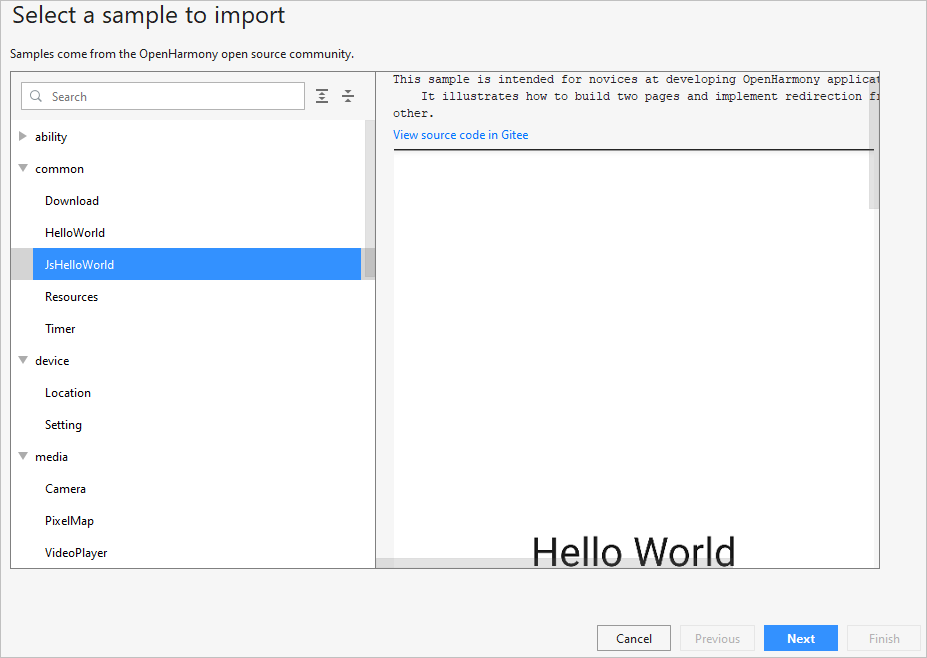 Select a sample to import
Samples come from the OpenHarmony open source community.
Search
ability
common
Download
HelloWorld
JsHelloWorld
Resources
Timer
device
Location
Setting
media
Camera
PixelMap
VideoPlayer
This sample is intended for novices at developing OpenHarmony applicat
It illustrates how to build two pages and implement redirection fr
other.
View source code in Gitee
Hello World
Cancel
Previous
Next
Finish